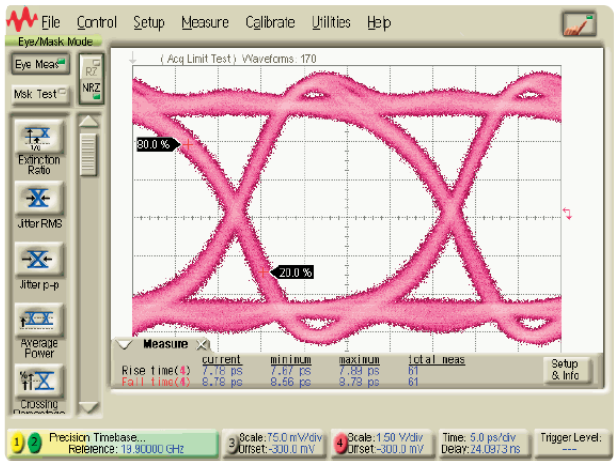 File Control Setup Measure Calibrate Utilities Help
Eye/Mask Mode
( Acq Limit Test ) Waveforms: 170
Eye Meas
RZ
NRZ
Msk Test
80.0 %
Extinction
Ratio
Jitter RMS
20.0 %
Jitter p-p
Average
Power
Crossing
Percentage
Measure
current minimum maximum total meas
Rise time(4) 7.78 ps 7.67 ps 7.89 ps 61
Fall time(4) 8.78 ps 8.56 ps 8.78 ps 61
Setup
& Info
1 2 Precision Timebase...
Reference: 19.90000 GHz
3 Scale:75.0 mV/div
Offset:-300.0 mV
4 Scale:1.50 V/div
Offset:-300.0 mV
Time: 5.0 ps/div
Delay:24.0973 ns
Trigger Level:
---